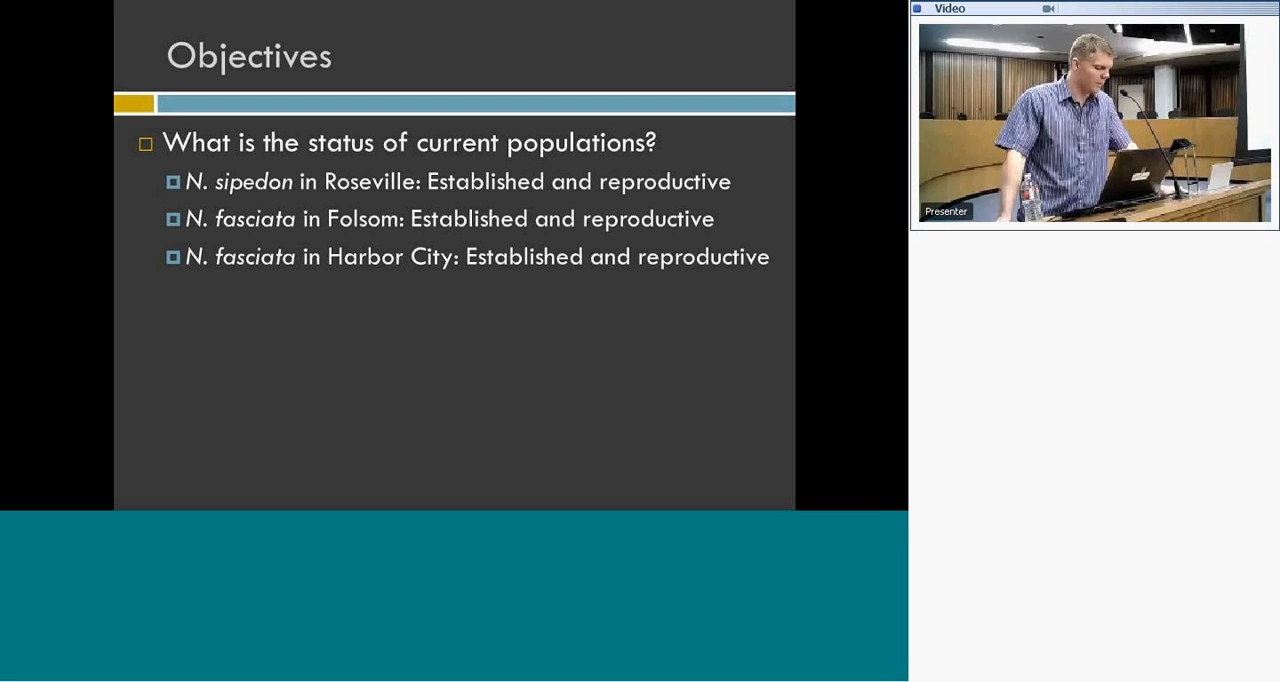 Objectives
What is the status of current populations?
N. sipedon in Roseville: Established and reproductive
N. fasciata in Folsom: Established and reproductive
N. fasciata in Harbor City: Established and reproductive
Video
Presenter